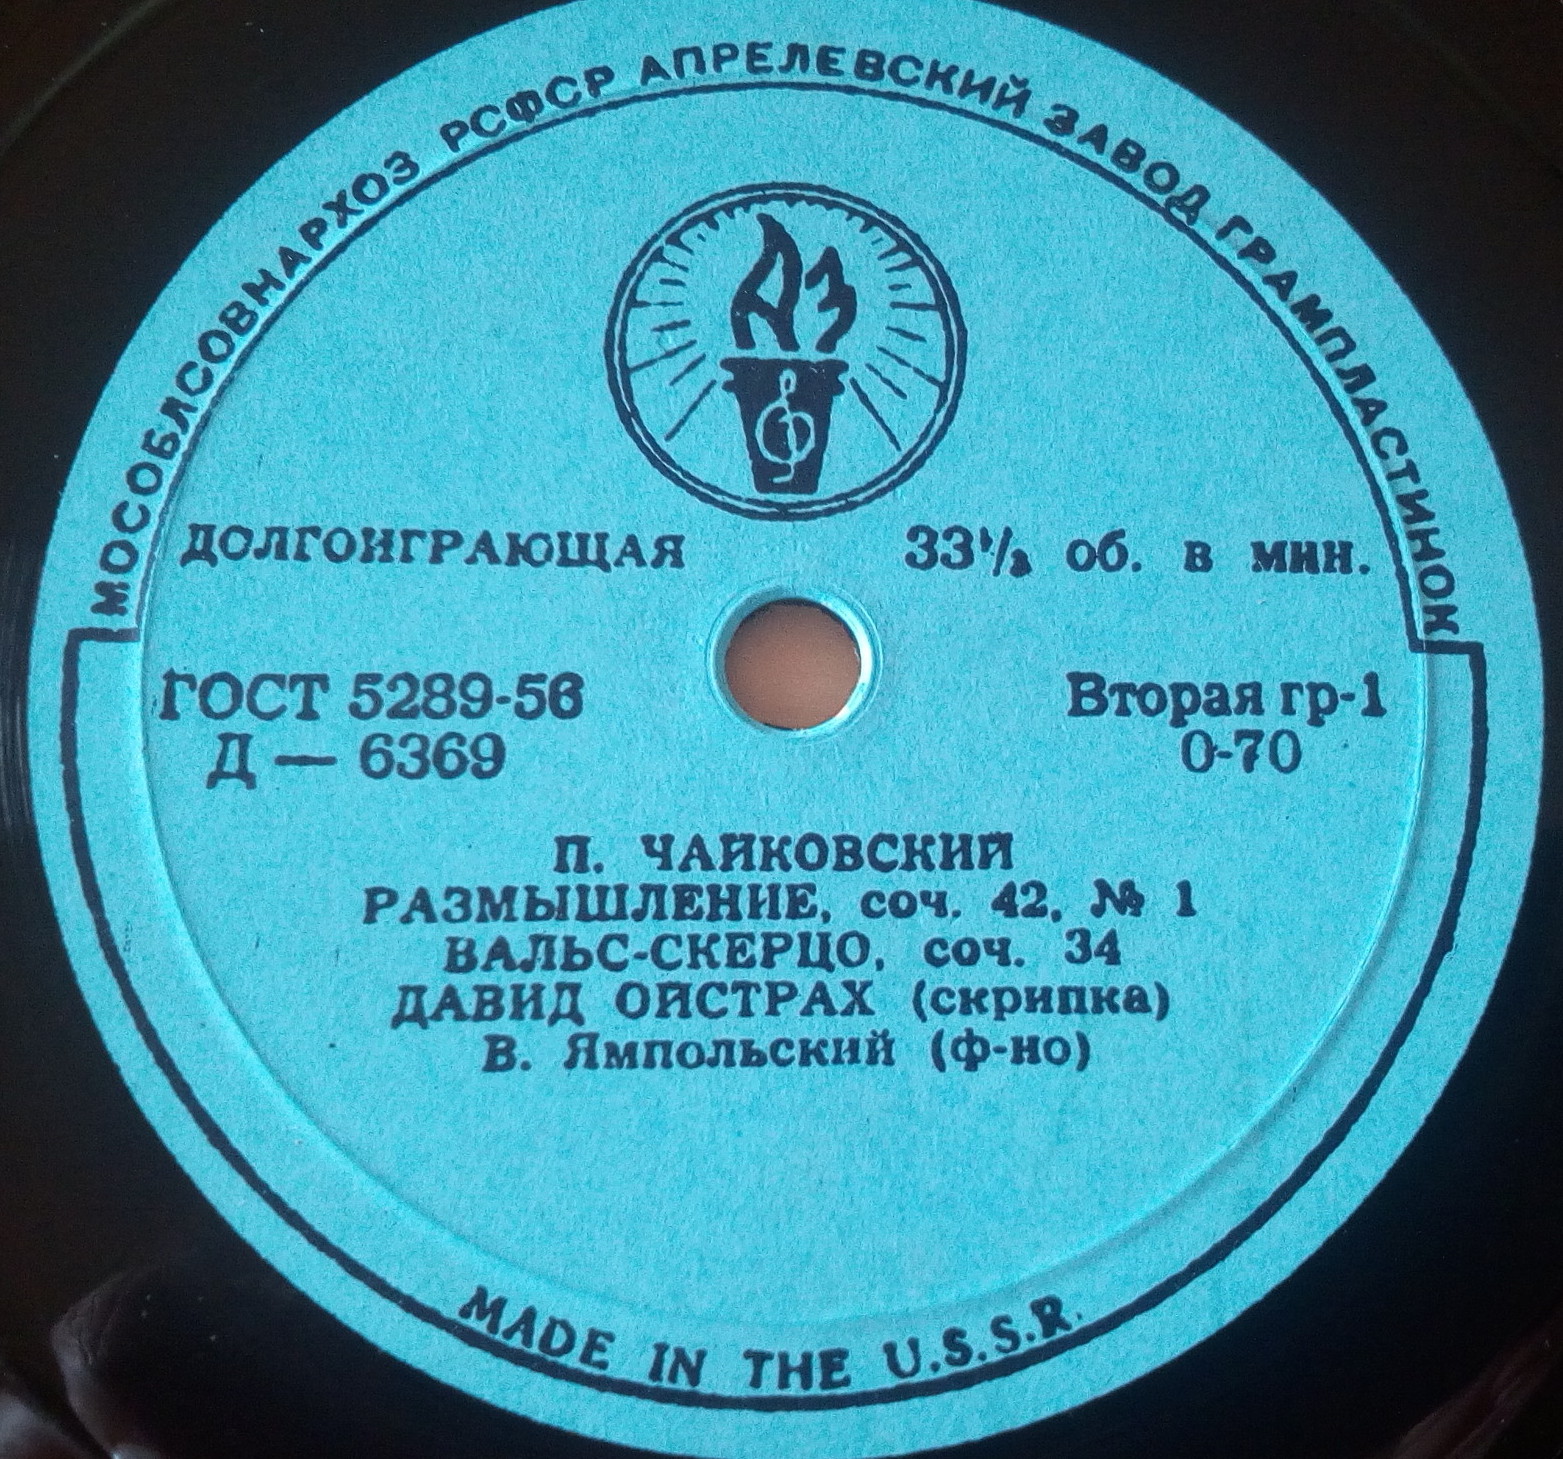 МОСОБЛСОВНАРХОЗ РСФСР АПРЕЛЕВСКИЙ ЗАВОД ГРАМПЛАСТИНОК
АЗ
ДОЛГОИГРАЮЩАЯ 33⅓ об. в мин.
ГОСТ 5289-56 Вторая гр-1
Д — 6369 0-70
П. ЧАЙКОВСКИЙ
РАЗМЫШЛЕНИЕ, соч. 42, № 1
ВАЛЬС-СКЕРЦО, соч. 34
ДАВИД ОЙСТРАХ (скрипка)
В. Ямпольский (ф-но)
MADE IN THE U.S.S.R.